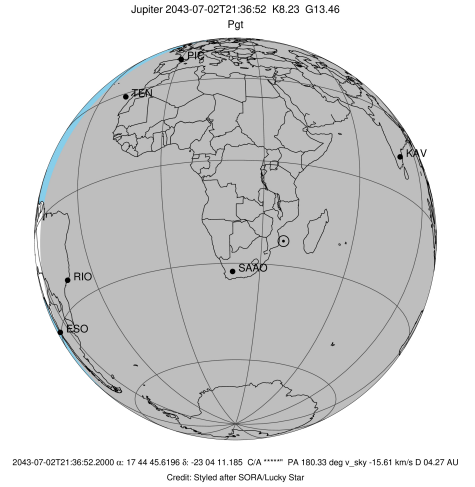 Jupiter 2043-07-02T21:36:52 K8.23 G13.46
Pgt
PIC
TEN
KAV
SAAO
RIO
ESO
2043-07-02T21:36:52.2000 α: 17 44 45.6196 δ: -23 04 11.185 C/A *****" PA 180.33 deg v_sky -15.61 km/s D 04.27 AU
Credit: Styled after SORA/Lucky Star